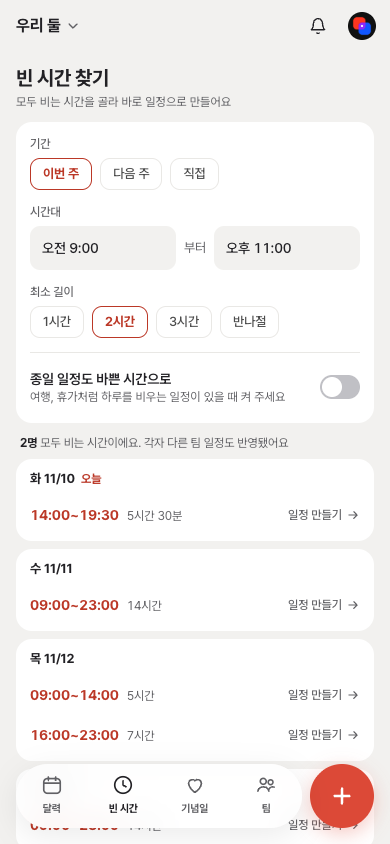 우리 둘
빈 시간 찾기
모두 비는 시간을 골라 바로 일정으로 만들어요
기간
이번 주 다음 주 직접
시간대
오전 9:00 부터 오후 11:00
최소 길이
1시간 2시간 3시간 반나절
종일 일정도 바쁜 시간으로
여행, 휴가처럼 하루를 비우는 일정이 있을 때 켜 주세요
2명 모두 비는 시간이에요. 각자 다른 팀 일정도 반영됐어요
화 11/10 오늘
14:00~19:30 5시간 30분 일정 만들기 →
수 11/11
09:00~23:00 14시간 일정 만들기 →
목 11/12
09:00~14:00 5시간 일정 만들기 →
16:00~23:00 7시간 일정 만들기 →
달력 빈 시간 기념일 팀